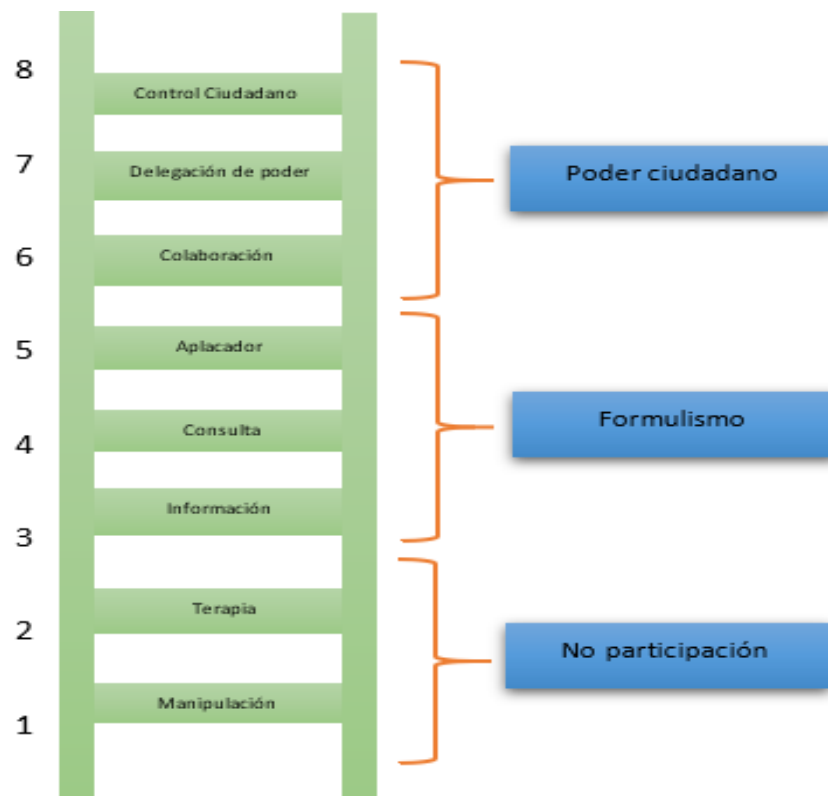 8
Control Ciudadano
7
Delegación de poder
Poder ciudadano
6
Colaboración
5
Aplacador
Formulismo
4
Consulta
3
Información
2
Terapia
No participación
1
Manipulación